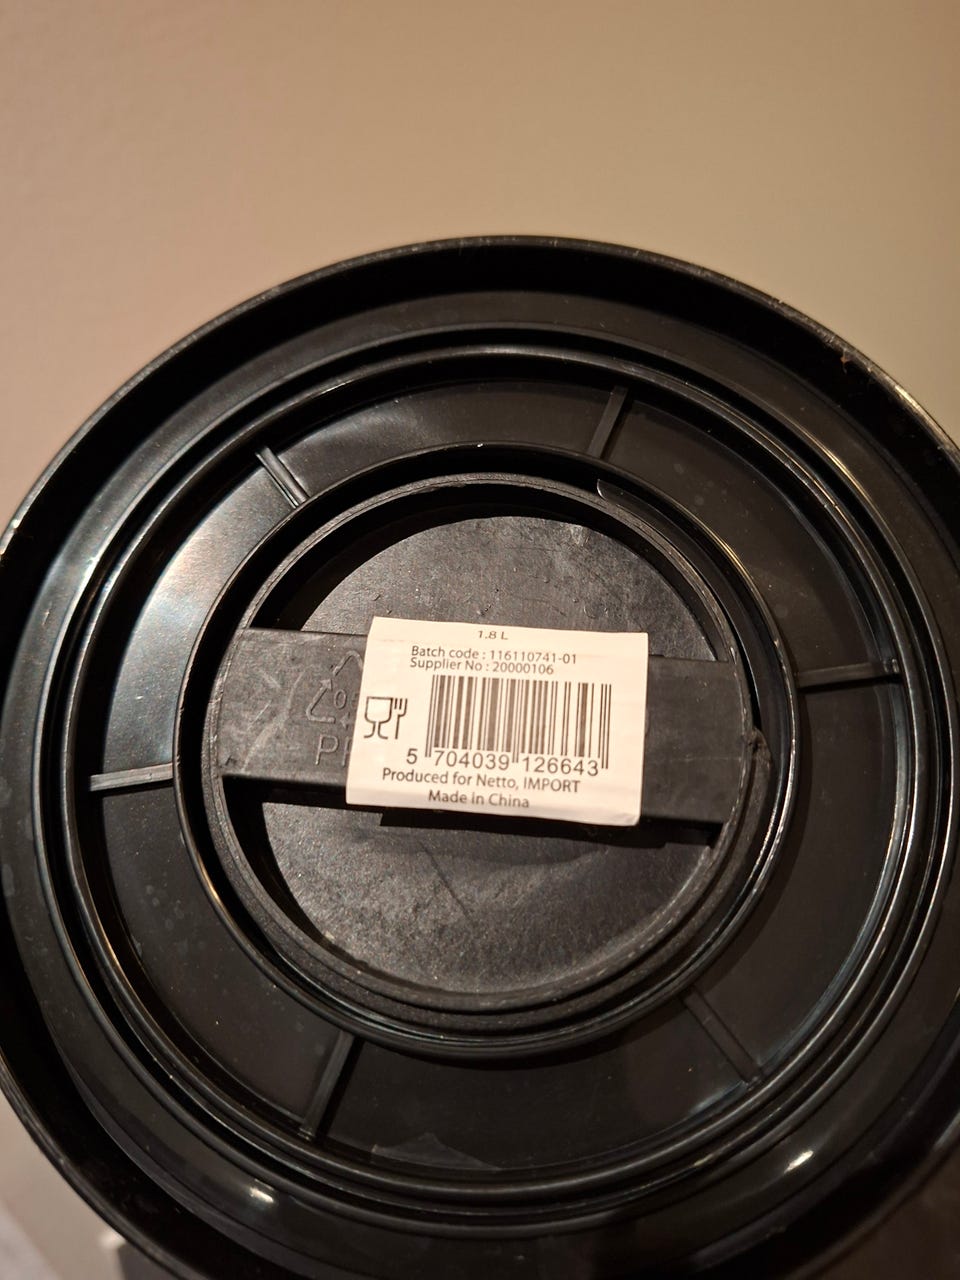 1.8 L
Batch code : 116110741-01
Supplier No : 20000106
5 704039 126643
Produced for Netto, IMPORT
Made in China